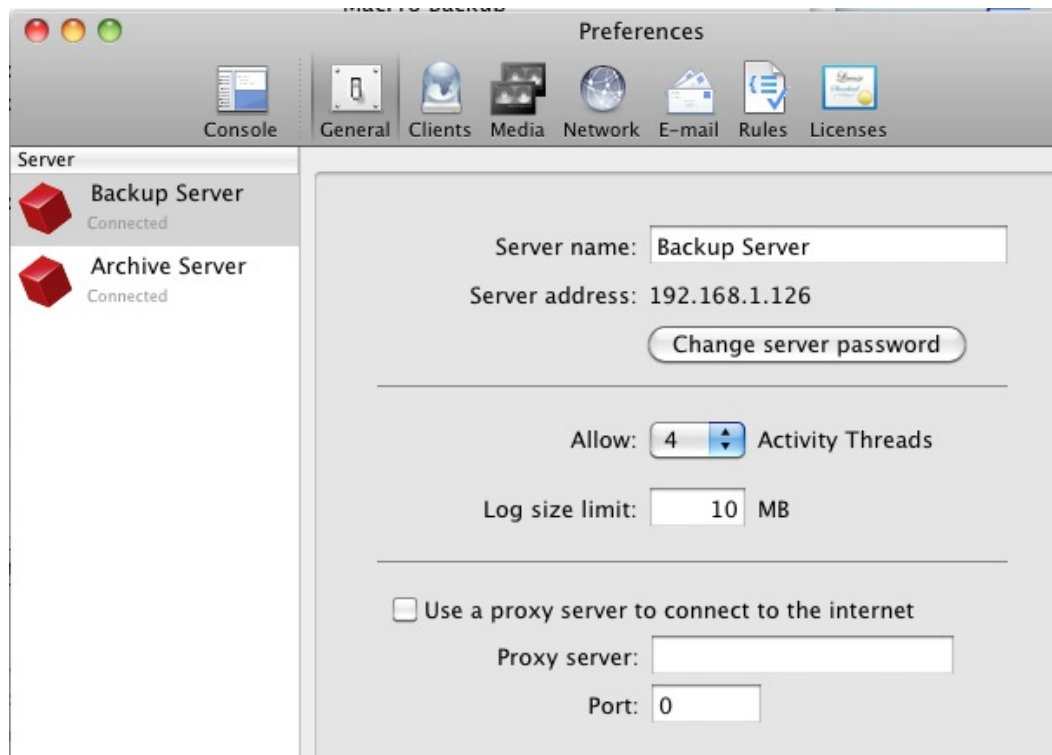 Preferences
Console General Clients Media Network E-mail Rules Licenses
Server
Backup Server
Connected
Archive Server
Connected
Server name: Backup Server
Server address: 192.168.1.126
Change server password
Allow: 4 Activity Threads
Log size limit: 10 MB
Use a proxy server to connect to the internet
Proxy server:
Port: 0